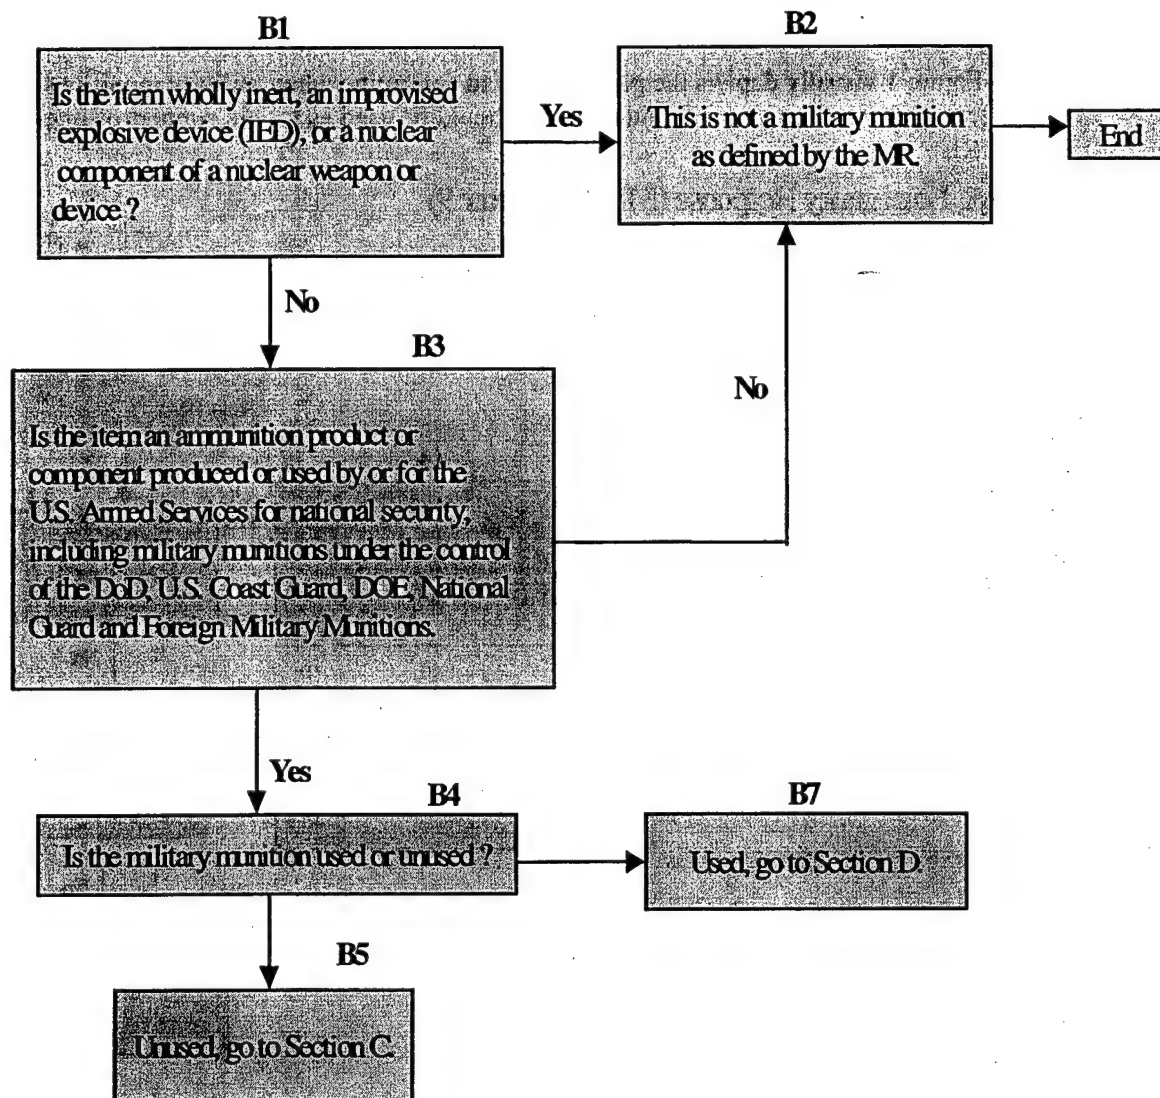 B1
Is the item wholly inert, an improvised
explosive device (IED), or a nuclear
component of a nuclear weapon or
device ?
Yes
B2
This is not a military munition
as defined by the MR.
End
No
B3
Is the item an ammunition product or
component produced or used by or for the
U.S. Armed Services for national security,
including military munitions under the control
of the DoD, U.S. Coast Guard, DOE, National
Guard and Foreign Military Munitions.
No
Yes
B4
Is the military munition used or unused ?
B7
Used, go to Section D.
B5
Unused, go to Section C.